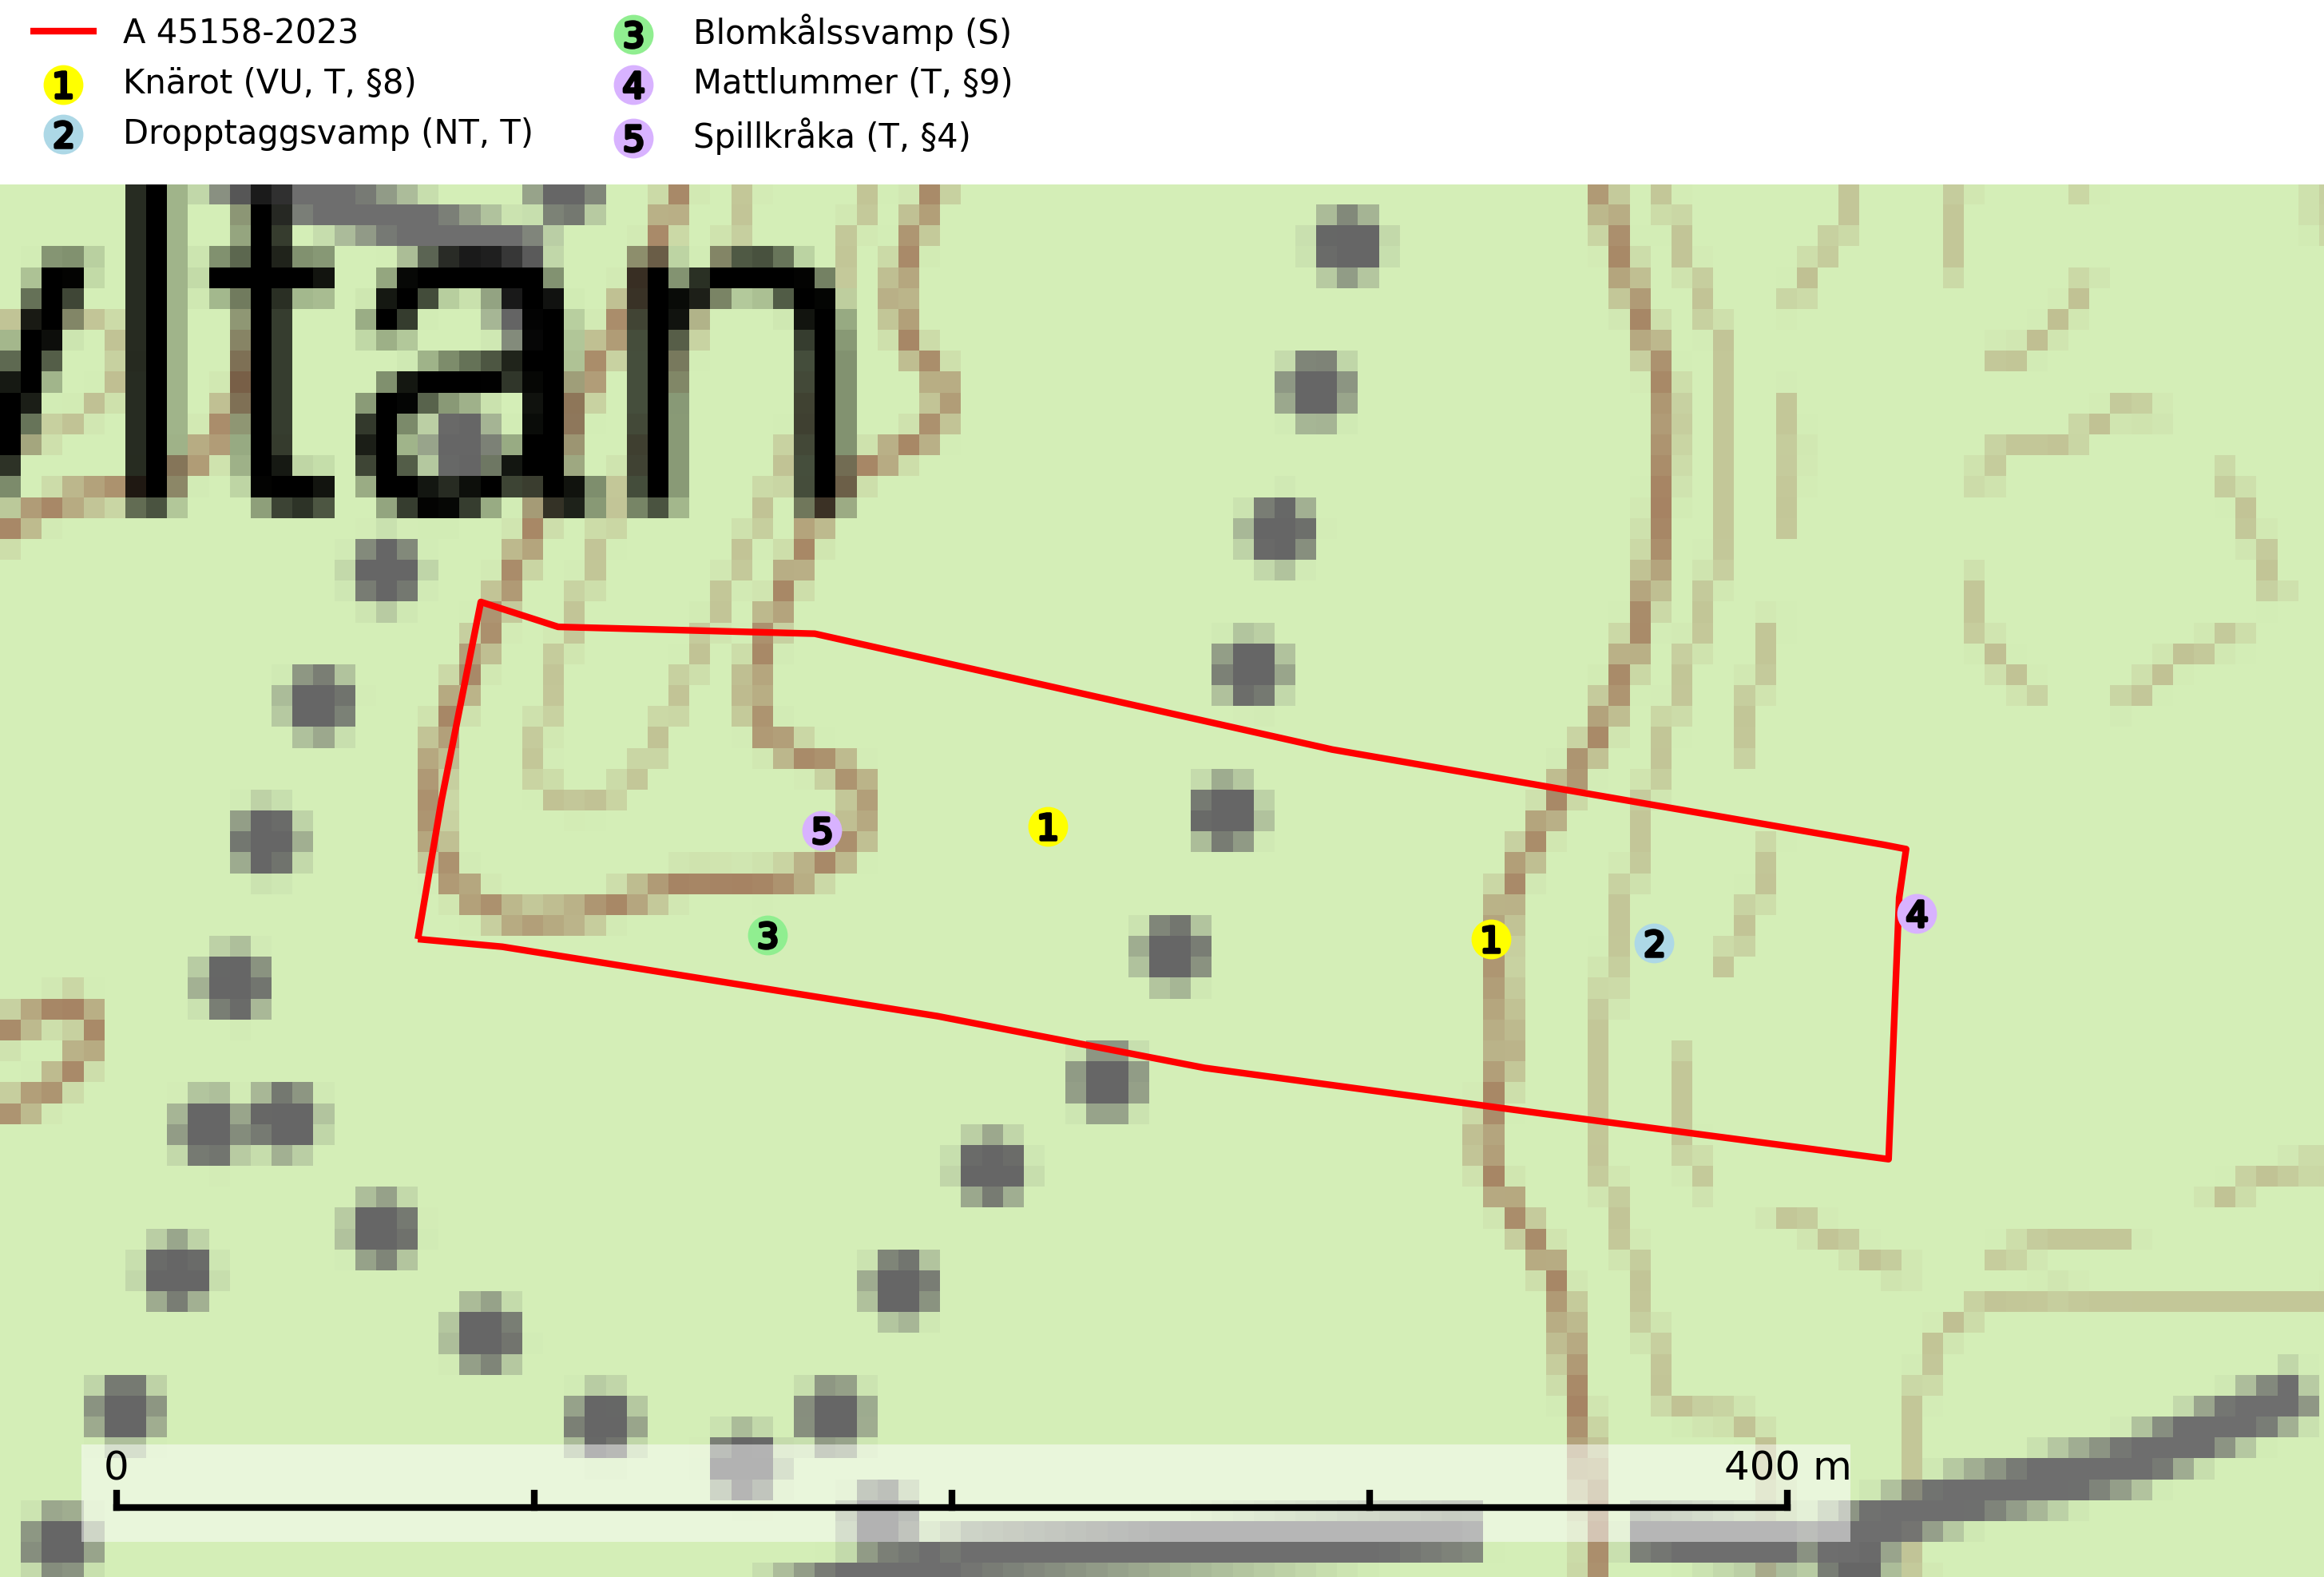 A 45158-2023
1 Knärot (VU, T, §8)
2 Dropptaggsvamp (NT, T)
3 Blomkålssvamp (S)
4 Mattlummer (T, §9)
5 Spillkråka (T, §4)
ltan
5
1
3
1
2
4
0 400 m